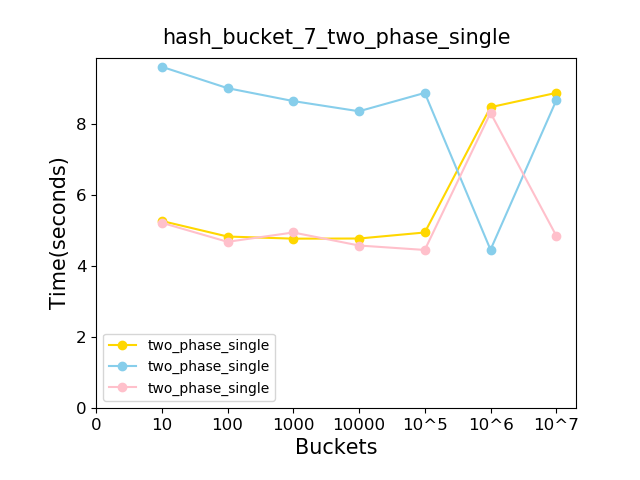 hash_bucket_7_two_phase_single
Time(seconds)
8
6
4
2
0
two_phase_single
two_phase_single
two_phase_single
0 10 100 1000 10000 10^5 10^6 10^7
Buckets